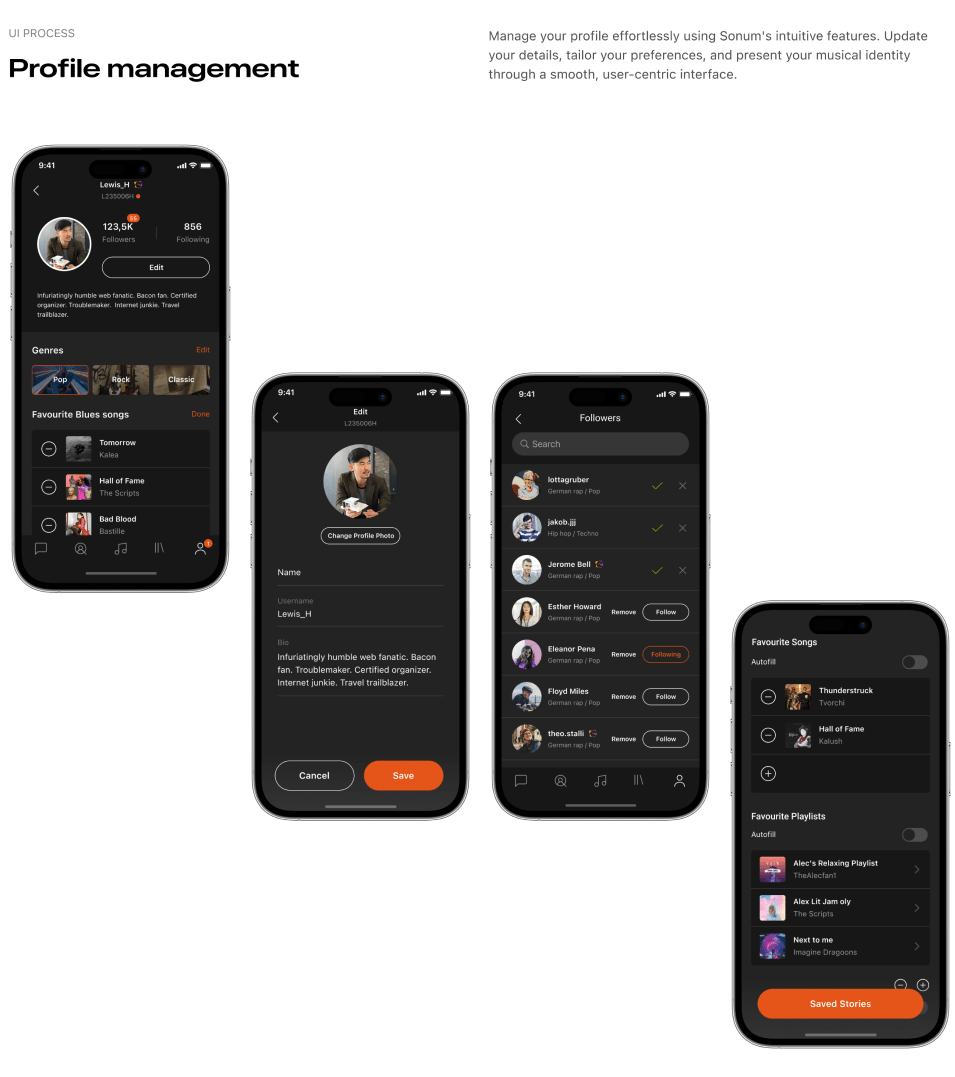 UI PROCESS
Profile management
Manage your profile effortlessly using Sonum's intuitive features. Update
your details, tailor your preferences, and present your musical identity
through a smooth, user-centric interface.
9:41
Lewis_H
L235006H
55
123,5K
Followers
856
Following
Edit
Infuriatingly humble web fanatic. Bacon fan. Certified
organizer. Troublemaker. Internet junkie. Travel
trailblazer.
Genres
Edit
Pop
Rock
Classic
Favourite Blues songs
Done
Tomorrow
Kalea
Hall of Fame
The Scripts
Bad Blood
Bastille
1
9:41
Edit
L235006H
Change Profile Photo
Name
Username
Lewis_H
Bio
Infuriatingly humble web fanatic. Bacon
fan. Troublemaker. Certified organizer.
Internet junkie. Travel trailblazer.
Cancel
Save
9:41
Followers
Search
lottagruber
German rap / Pop
jakob.jjj
Hip hop / Techno
Jerome Bell
German rap / Pop
Esther Howard
German rap / Pop
Remove
Follow
Eleanor Pena
German rap / Pop
Remove
Following
Floyd Miles
German rap / Pop
Remove
Follow
theo.stalli
German rap / Pop
Remove
Follow
Favourite Songs
Autofill
Thunderstruck
Tvorchi
Hall of Fame
Kalush
Favourite Playlists
Autofill
Alec's Relaxing Playlist
TheAlecfan1
Alex Lit Jam oly
The Scripts
Next to me
Imagine Dragoons
Saved Stories